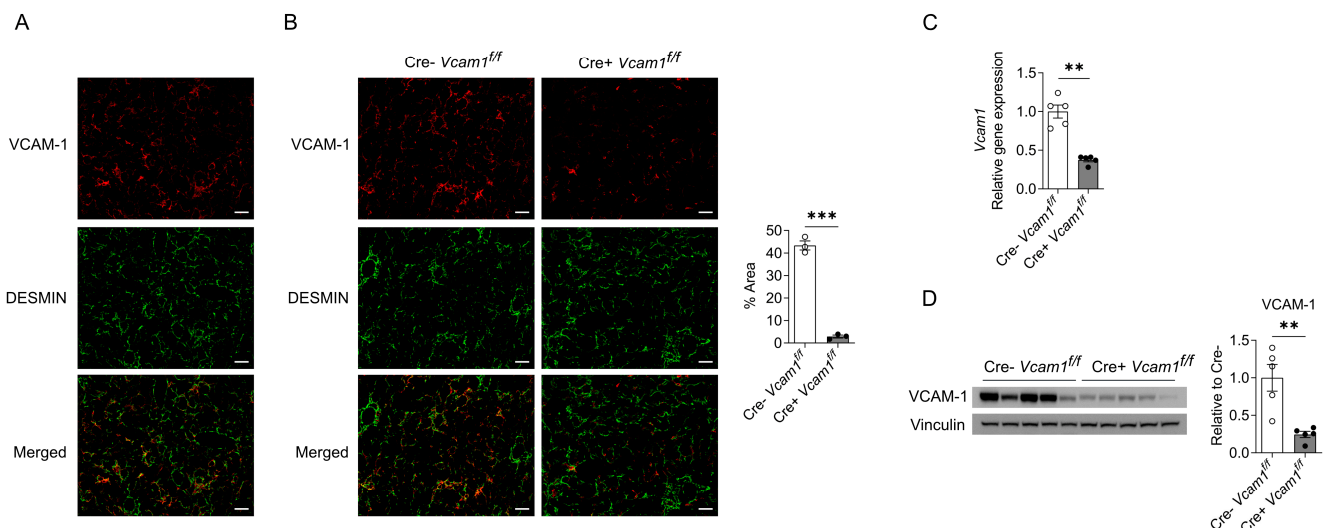 A
VCAM-1
DESMIN
Merged
B
Cre- Vcam1f/f
Cre+ Vcam1f/f
VCAM-1
DESMIN
Merged
***
50
40
30
20
10
0
% Area
Cre- Vcam1f/f
Cre+ Vcam1f/f
C
**
1.5
1.0
0.5
0.0
Vcam1
Relative gene expression
Cre- Vcam1f/f
Cre+ Vcam1f/f
D
Cre- Vcam1f/f
Cre+ Vcam1f/f
VCAM-1
Vinculin
VCAM-1
**
1.5
1.0
0.5
0.0
Relative to Cre-
Cre- Vcam1f/f
Cre+ Vcam1f/f